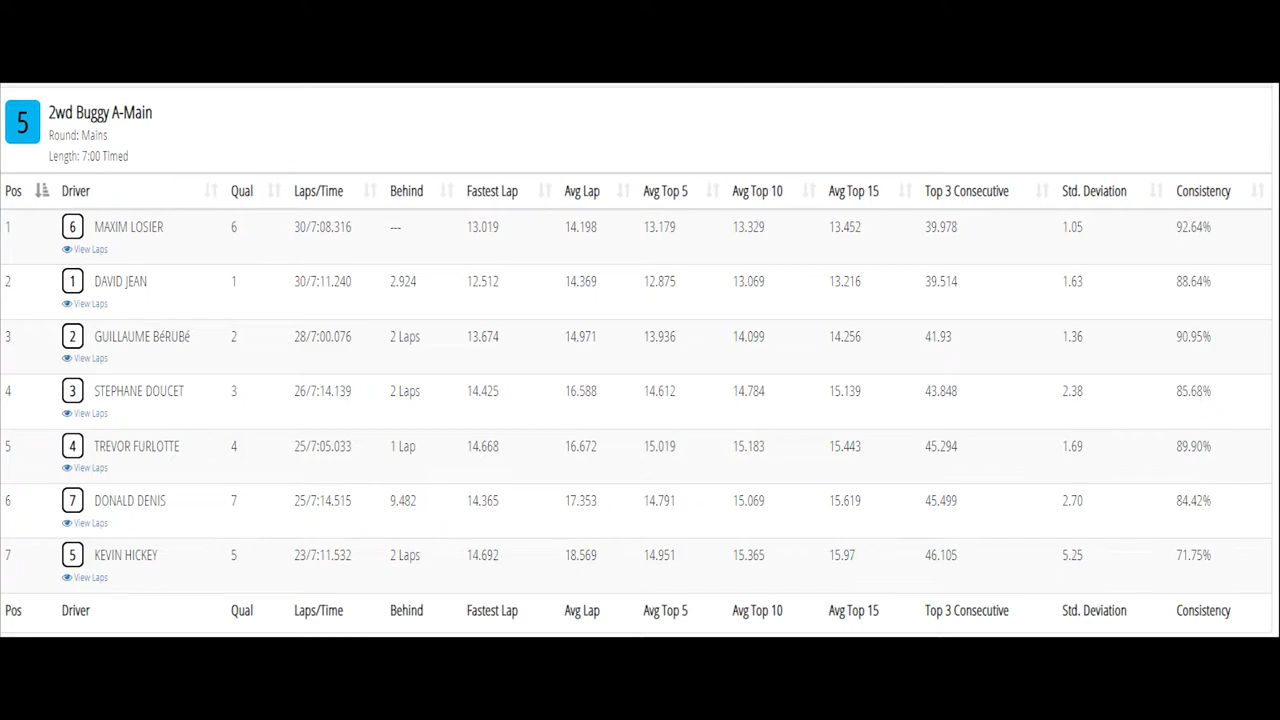 5
2wd Buggy A-Main
Round: Mains
Length: 7:00 Timed
Pos Driver Qual Laps/Time Behind Fastest Lap Avg Lap Avg Top 5 Avg Top 10 Avg Top 15 Top 3 Consecutive Std. Deviation Consistency
1 6 MAXIM LOSIER 6 30/7:08.316 --- 13.019 14.198 13.179 13.329 13.452 39.978 1.05 92.64%
View Laps
2 1 DAVID JEAN 1 30/7:11.240 2.924 12.512 14.369 12.875 13.069 13.216 39.514 1.63 88.64%
View Laps
3 2 GUILLAUME BéRUBé 2 28/7:00.076 2 Laps 13.674 14.971 13.936 14.099 14.256 41.93 1.36 90.95%
View Laps
4 3 STEPHANE DOUCET 3 26/7:14.139 2 Laps 14.425 16.588 14.612 14.784 15.139 43.848 2.38 85.68%
View Laps
5 4 TREVOR FURLOTTE 4 25/7:05.033 1 Lap 14.668 16.672 15.019 15.183 15.443 45.294 1.69 89.90%
View Laps
6 7 DONALD DENIS 7 25/7:14.515 9.482 14.365 17.353 14.791 15.069 15.619 45.499 2.70 84.42%
View Laps
7 5 KEVIN HICKEY 5 23/7:11.532 2 Laps 14.692 18.569 14.951 15.365 15.97 46.105 5.25 71.75%
View Laps
Pos Driver Qual Laps/Time Behind Fastest Lap Avg Lap Avg Top 5 Avg Top 10 Avg Top 15 Top 3 Consecutive Std. Deviation Consistency